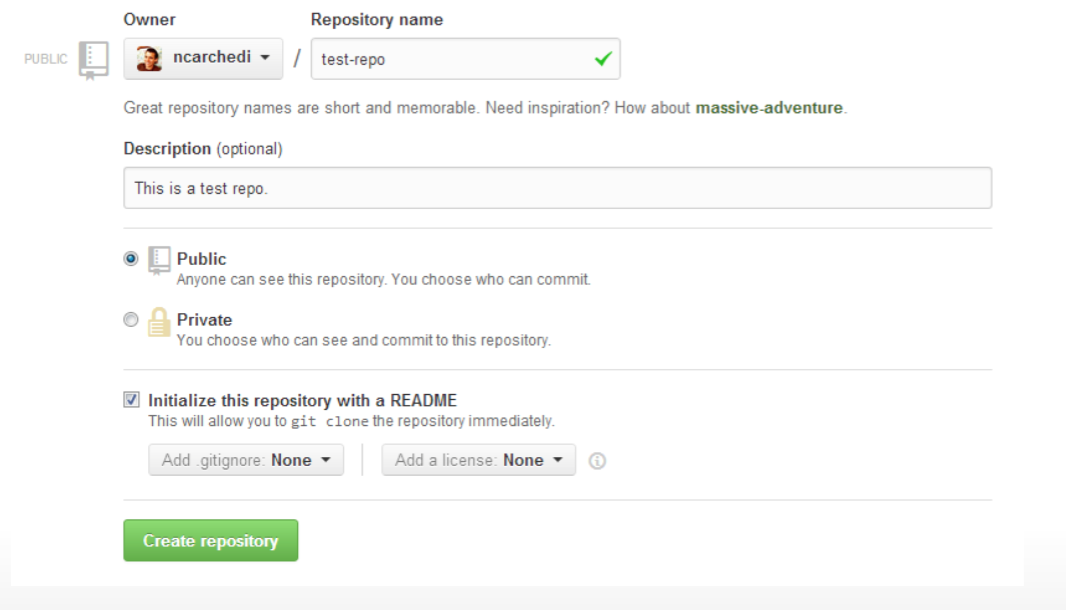 Owner Repository name
PUBLIC ncarchedi / test-repo
Great repository names are short and memorable. Need inspiration? How about massive-adventure.
Description (optional)
This is a test repo.
Public
Anyone can see this repository. You choose who can commit.
Private
You choose who can see and commit to this repository.
Initialize this repository with a README
This will allow you to git clone the repository immediately.
Add .gitignore: None Add a license: None
Create repository